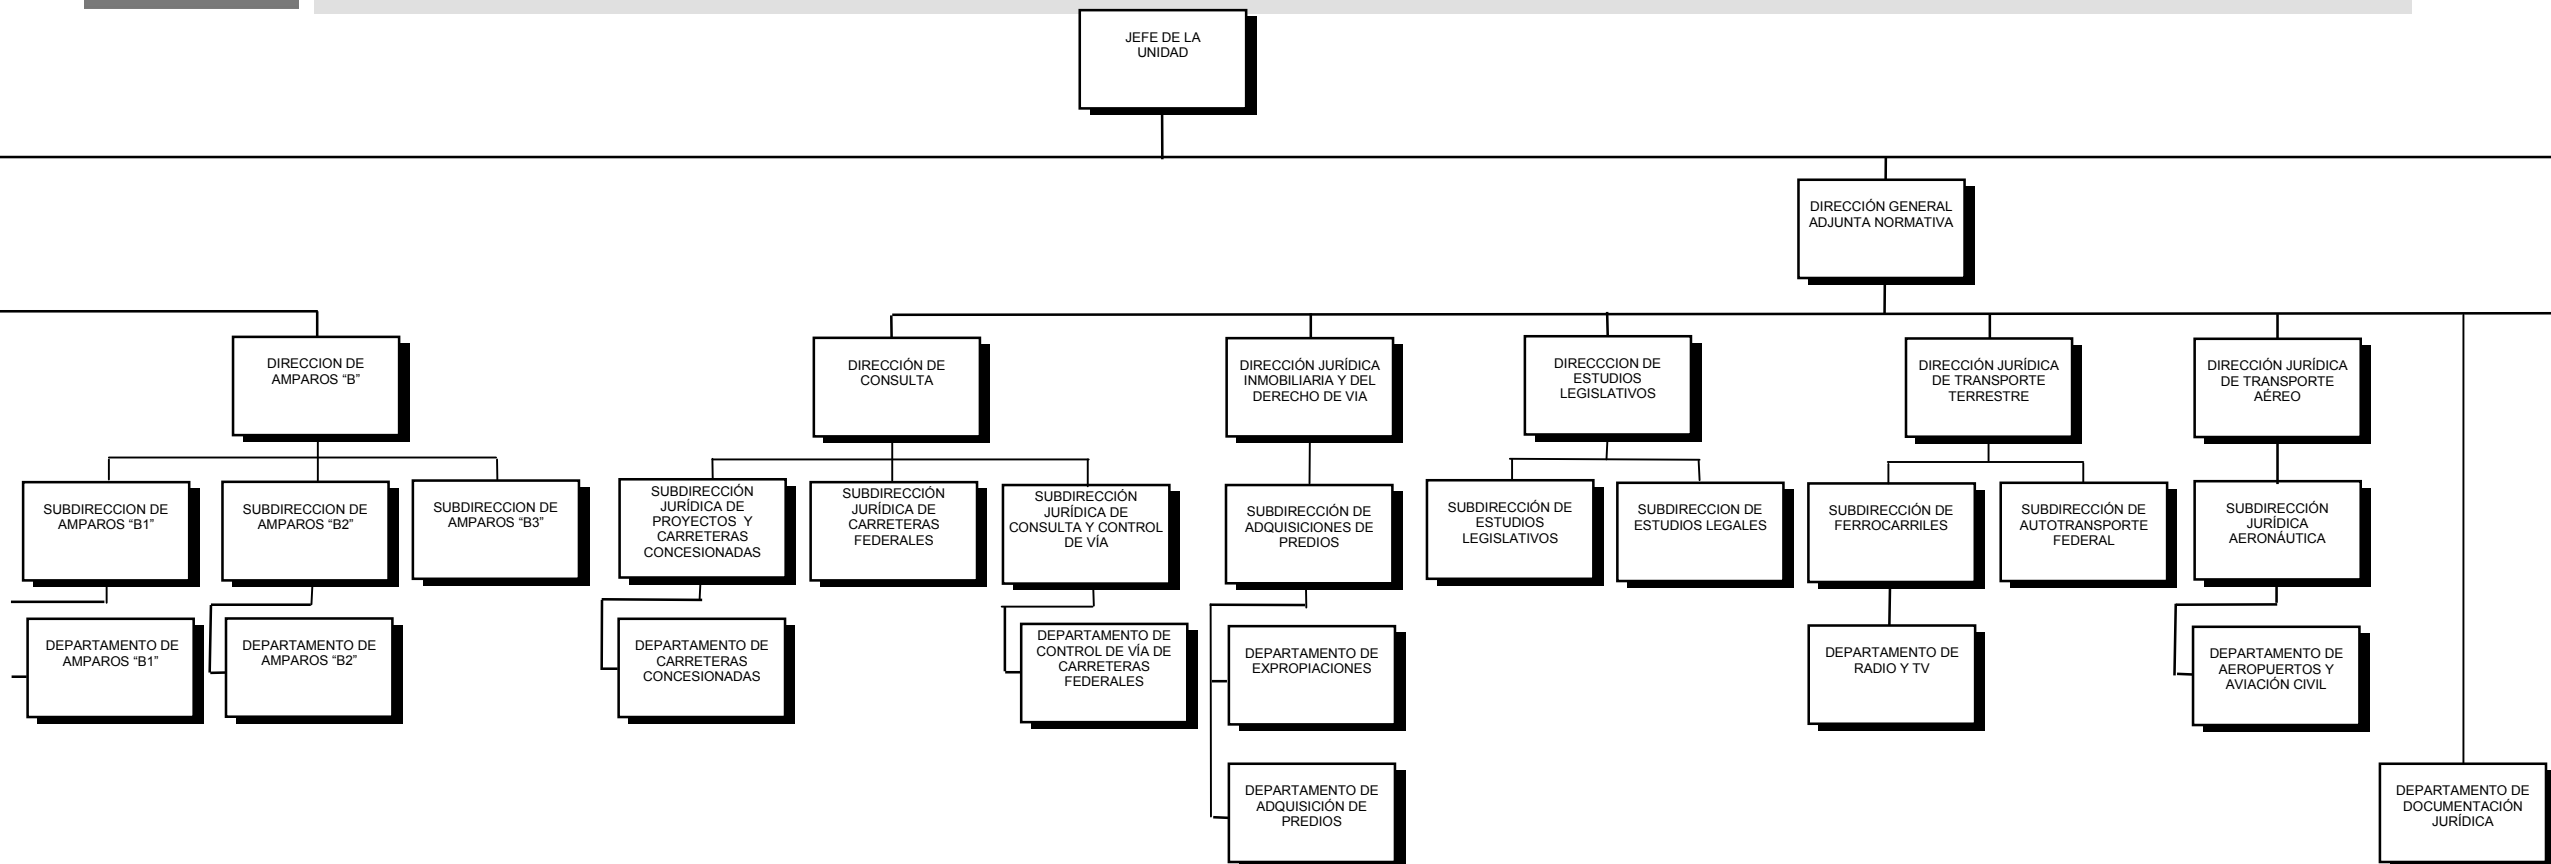 JEFE DE LA
UNIDAD
DIRECCIÓN GENERAL
ADJUNTA NORMATIVA
DIRECCION DE
AMPAROS “B”
DIRECCIÓN DE
CONSULTA
DIRECCIÓN JURÍDICA
INMOBILIARIA Y DEL
DERECHO DE VIA
DIRECCCION DE
ESTUDIOS
LEGISLATIVOS
DIRECCIÓN JURÍDICA
DE TRANSPORTE
TERRESTRE
DIRECCIÓN JURÍDICA
DE TRANSPORTE
AÉREO
SUBDIRECCION DE
AMPAROS “B1”
SUBDIRECCION DE
AMPAROS “B2”
SUBDIRECCION DE
AMPAROS “B3”
SUBDIRECCIÓN
JURÍDICA DE
PROYECTOS Y
CARRETERAS
CONCESIONADAS
SUBDIRECCIÓN
JURÍDICA DE
CARRETERAS
FEDERALES
SUBDIRECCIÓN
JURÍDICA DE
CONSULTA Y CONTROL
DE VÍA
SUBDIRECCIÓN DE
ADQUISICIONES DE
PREDIOS
SUBDIRECCIÓN DE
ESTUDIOS
LEGISLATIVOS
SUBDIRECCION DE
ESTUDIOS LEGALES
SUBDIRECCIÓN DE
FERROCARRILES
SUBDIRECCIÓN DE
AUTOTRANSPORTE
FEDERAL
SUBDIRECCIÓN
JURÍDICA
AERONÁUTICA
DEPARTAMENTO DE
AMPAROS “B1”
DEPARTAMENTO DE
AMPAROS “B2”
DEPARTAMENTO DE
CARRETERAS
CONCESIONADAS
DEPARTAMENTO DE
CONTROL DE VÍA DE
CARRETERAS
FEDERALES
DEPARTAMENTO DE
EXPROPIACIONES
DEPARTAMENTO DE
RADIO Y TV
DEPARTAMENTO DE
AEROPUERTOS Y
AVIACIÓN CIVIL
DEPARTAMENTO DE
ADQUISICIÓN DE
PREDIOS
DEPARTAMENTO DE
DOCUMENTACIÓN
JURÍDICA